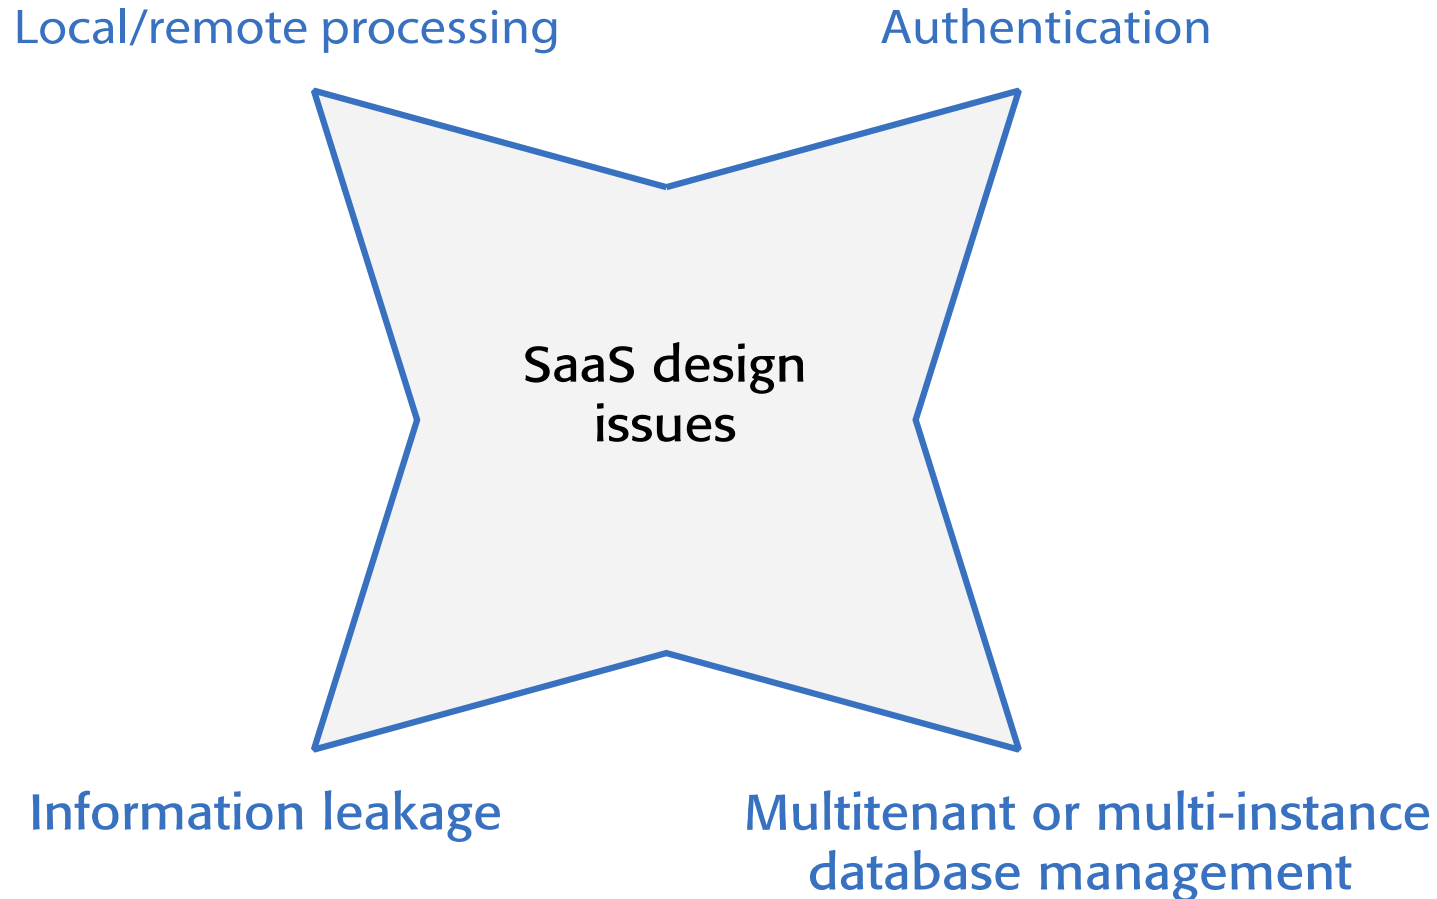 Local/remote processing
Authentication
SaaS design
issues
Information leakage
Multitenant or multi-instance
database management